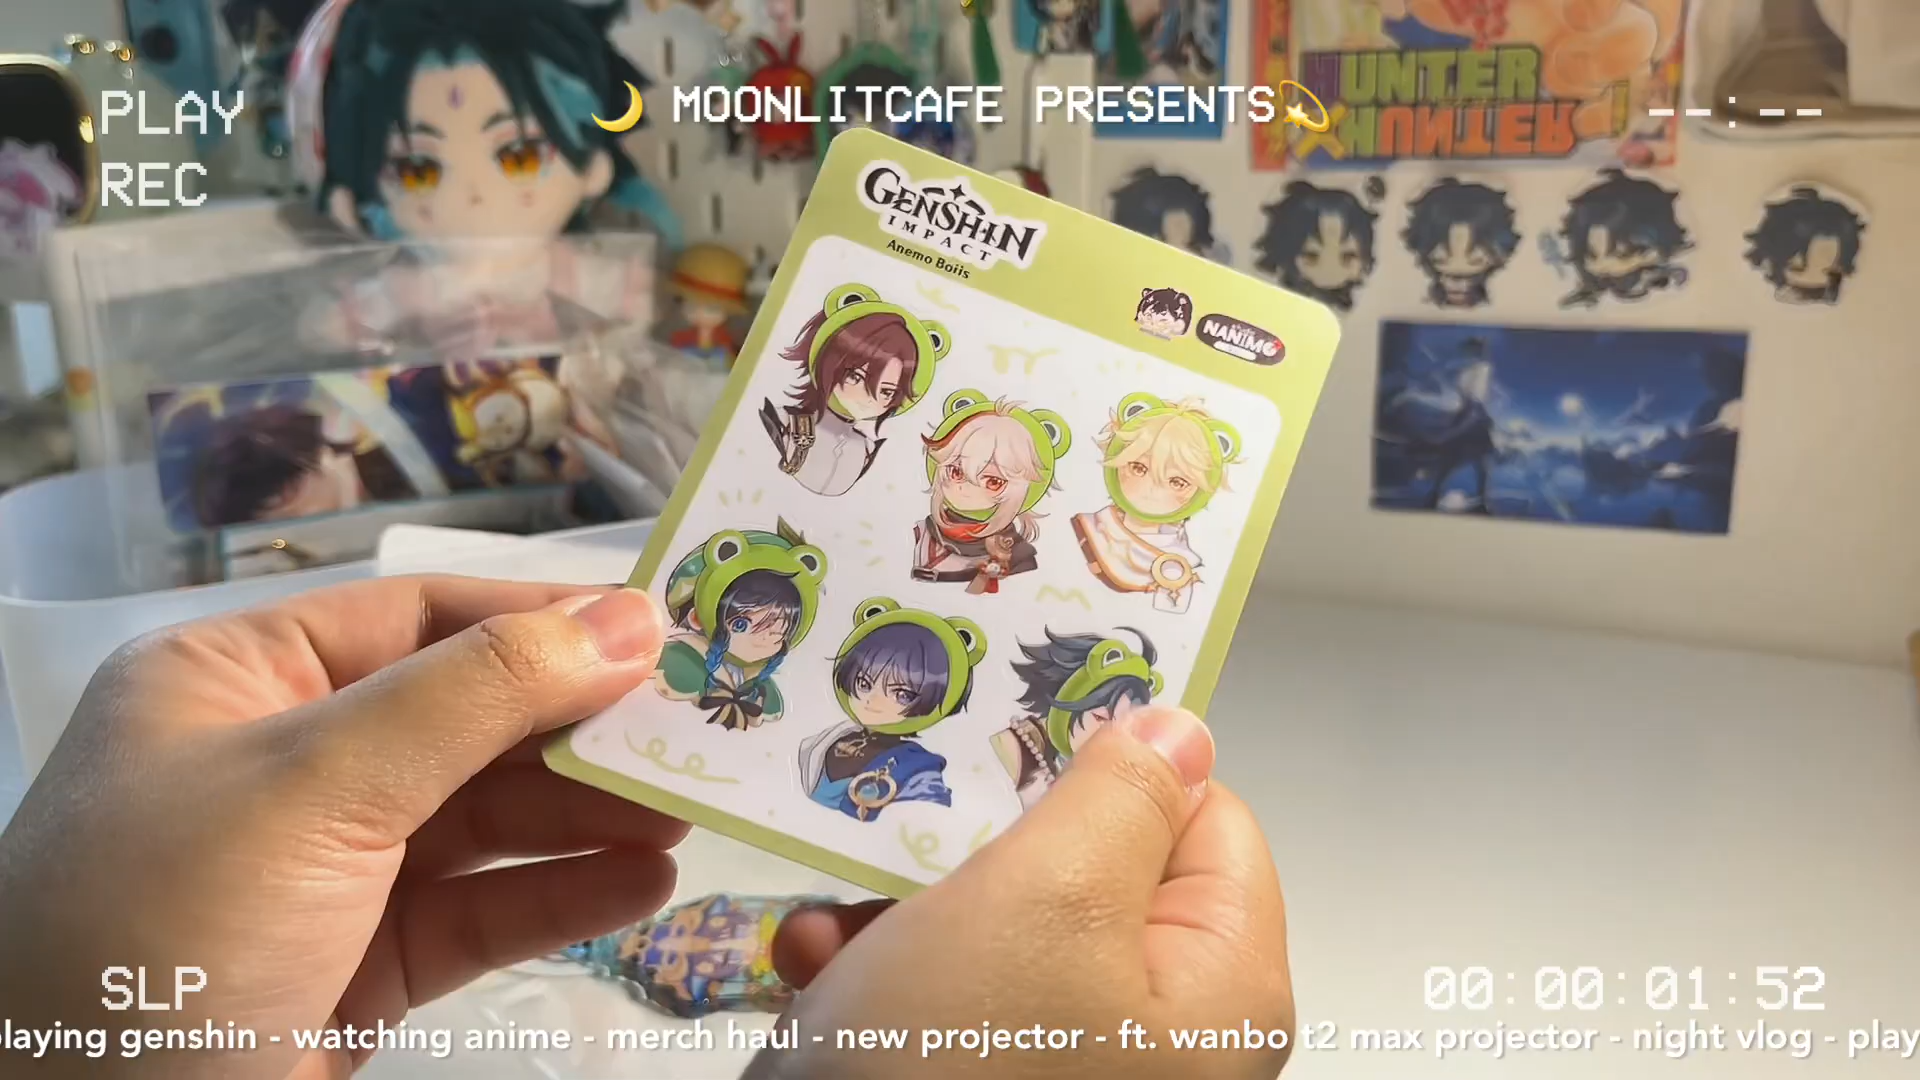 PLAY
REC
🌙 MOONLITCAFE PRESENTS💫
--:--
HUNTER
HUNTER
GENSHIN
IMPACT
Anemo Boiis
NANIMO
SLP
00:00:01:52
playing genshin - watching anime - merch haul - new projector - ft. wanbo t2 max projector - night vlog - play